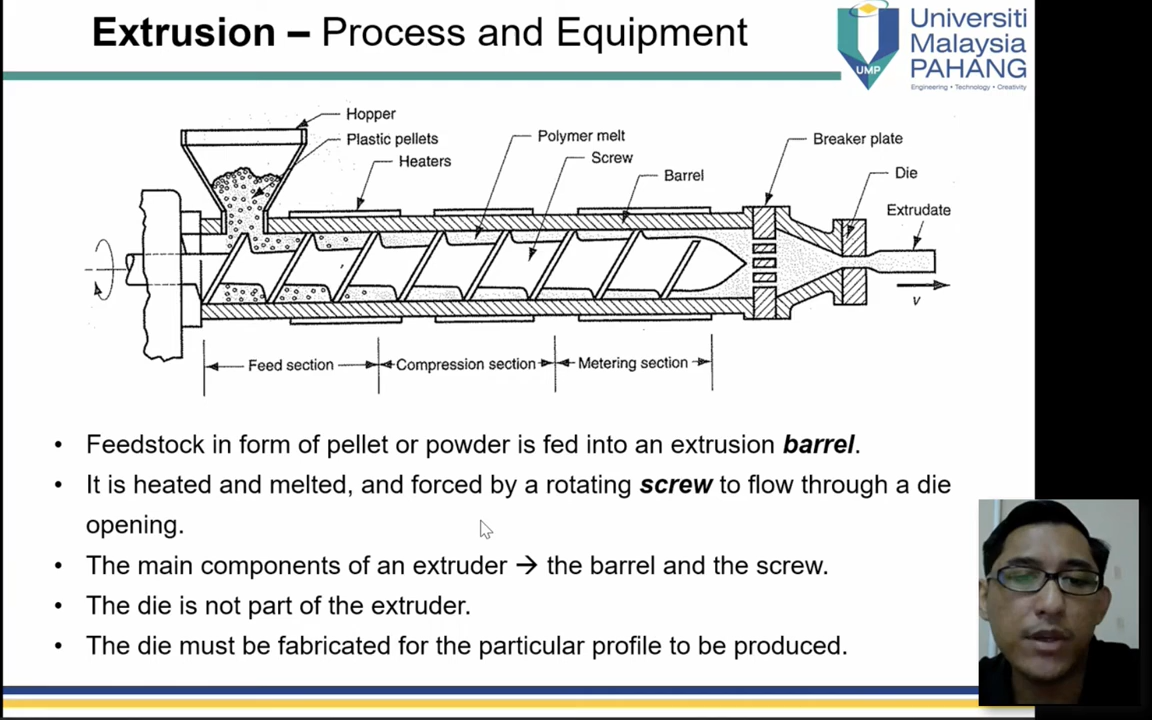 Extrusion – Process and Equipment
Universiti
Malaysia
PAHANG
Engineering • Technology • Creativity
UMP
Hopper
Plastic pellets
Heaters
Polymer melt
Screw
Barrel
Breaker plate
Die
Extrudate
v
Feed section
Compression section
Metering section
• Feedstock in form of pellet or powder is fed into an extrusion barrel.
• It is heated and melted, and forced by a rotating screw to flow through a die
opening.
• The main components of an extruder → the barrel and the screw.
• The die is not part of the extruder.
• The die must be fabricated for the particular profile to be produced.